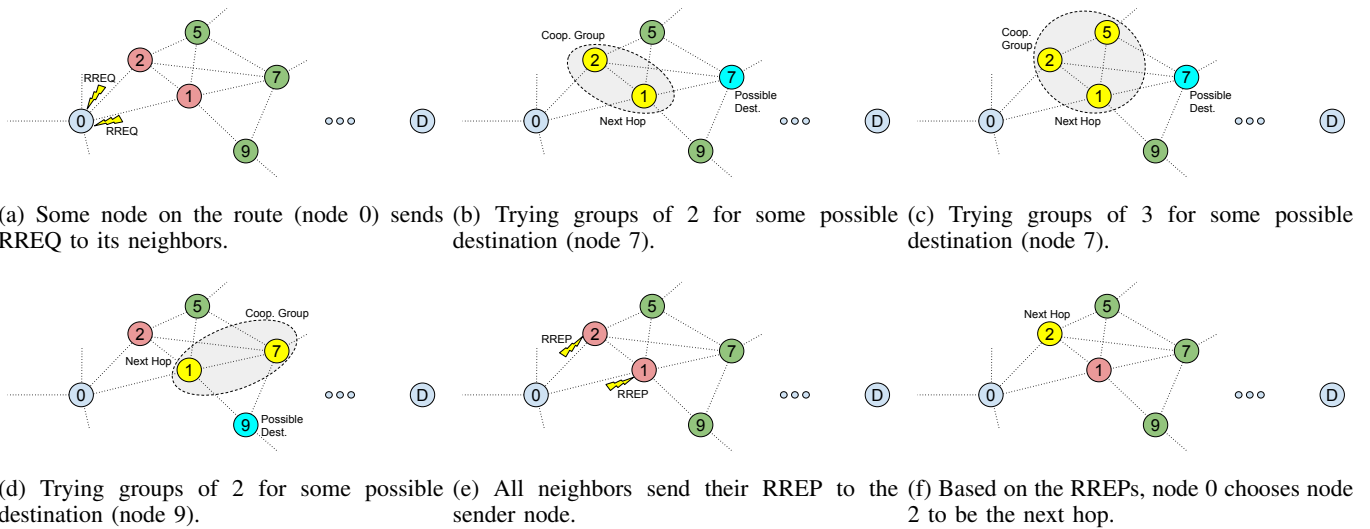 5
2
7
RREQ
1
0
RREQ
D
9
Coop. Group
5
2
7
1
Possible
Dest.
Next Hop
0
D
9
Coop.
Group
5
2
7
1
Possible
Dest.
Next Hop
0
D
9
(a) Some node on the route (node 0) sends
RREQ to its neighbors.
(b) Trying groups of 2 for some possible
destination (node 7).
(c) Trying groups of 3 for some possible
destination (node 7).
5
Coop. Group
2
7
Next Hop
1
0
D
9
Possible
Dest.
5
2
RREP
7
1
RREP
0
D
9
Next Hop
5
2
7
1
0
D
9
(d) Trying groups of 2 for some possible
destination (node 9).
(e) All neighbors send their RREP to the
sender node.
(f) Based on the RREPs, node 0 chooses node
2 to be the next hop.